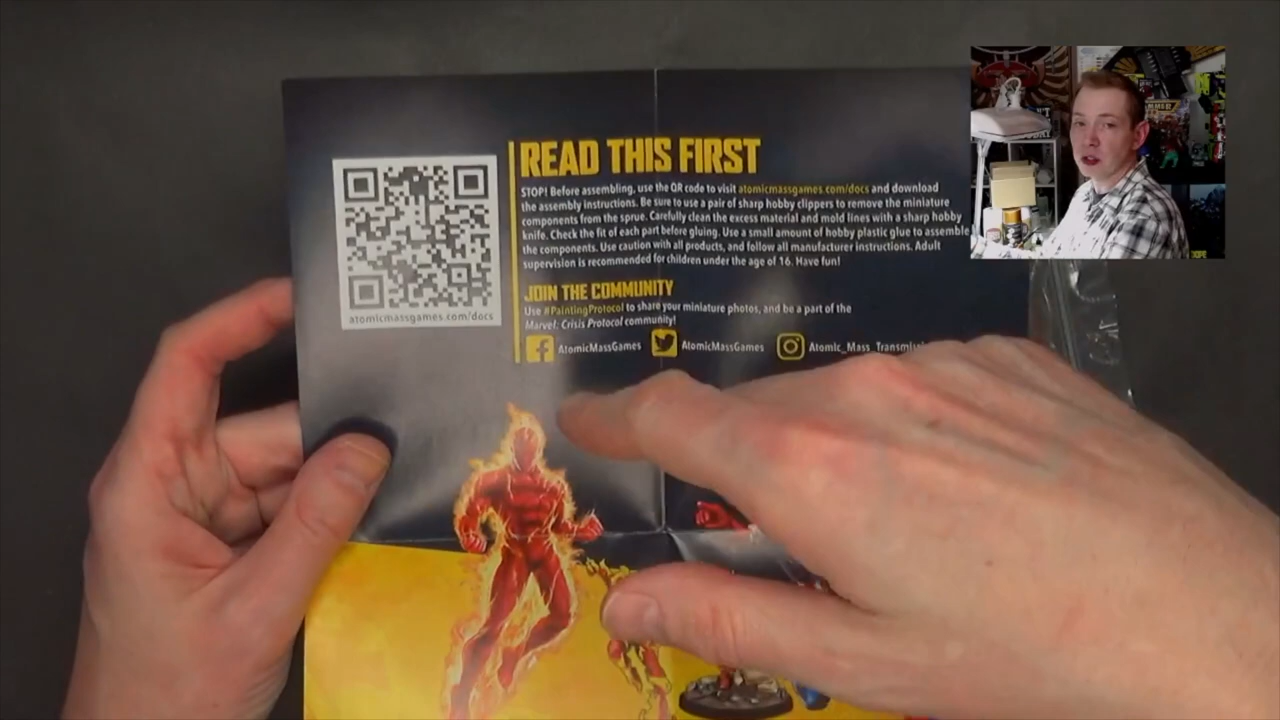 READ THIS FIRST
STOP! Before assembling, use the QR code to visit atomicmassgames.com/docs and download
the assembly instructions. Be sure to use a pair of sharp hobby clippers to remove the miniature
components from the sprue. Carefully clean the excess material and mold lines with a sharp hobby
knife. Check the fit of each part before gluing. Use a small amount of hobby plastic glue to assemble
the components. Use caution with all products, and follow all manufacturer instructions. Adult
supervision is recommended for children under the age of 16. Have fun!
atomicmassgames.com/docs
JOIN THE COMMUNITY
Use #PaintingProtocol to share your miniature photos, and be a part of the
Marvel: Crisis Protocol community!
AtomicMassGames AtomicMassGames